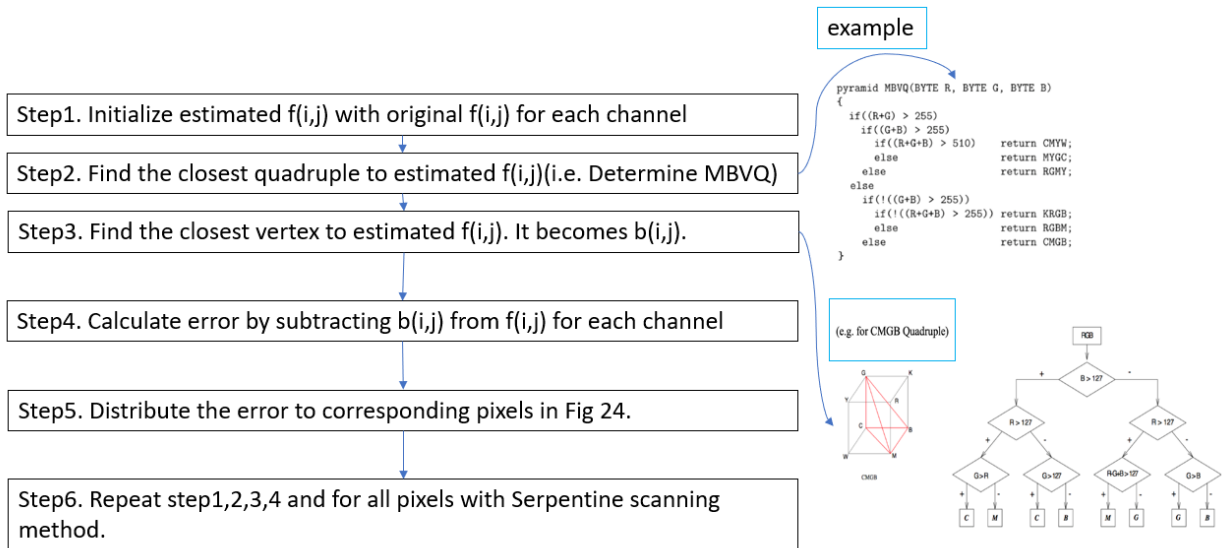 example
Step1. Initialize estimated f(i,j) with original f(i,j) for each channel
Step2. Find the closest quadruple to estimated f(i,j)(i.e. Determine MBVQ)
Step3. Find the closest vertex to estimated f(i,j). It becomes b(i,j).
Step4. Calculate error by subtracting b(i,j) from f(i,j) for each channel
Step5. Distribute the error to corresponding pixels in Fig 24.
Step6. Repeat step1,2,3,4 and for all pixels with Serpentine scanning
method.
pyramid MBVQ(BYTE R, BYTE G, BYTE B)
{
if((R+G) > 255)
if((G+B) > 255)
if((R+G+B) > 510) return CMYW;
else return MYGC;
else return RGMY;
else
if(!((G+B) > 255))
if(!((R+G+B) > 255)) return KRGB;
else return RGBM;
else return CMGB;
}
(e.g. for CMGB Quadruple)
G K
Y R
C B
W M
CMGB
RGB
+ B > 127 -
R > 127 R > 127
+ - + -
G>R G>127 R+G+B>127 G>B
+ - + - + - + -
C M C B M G G B